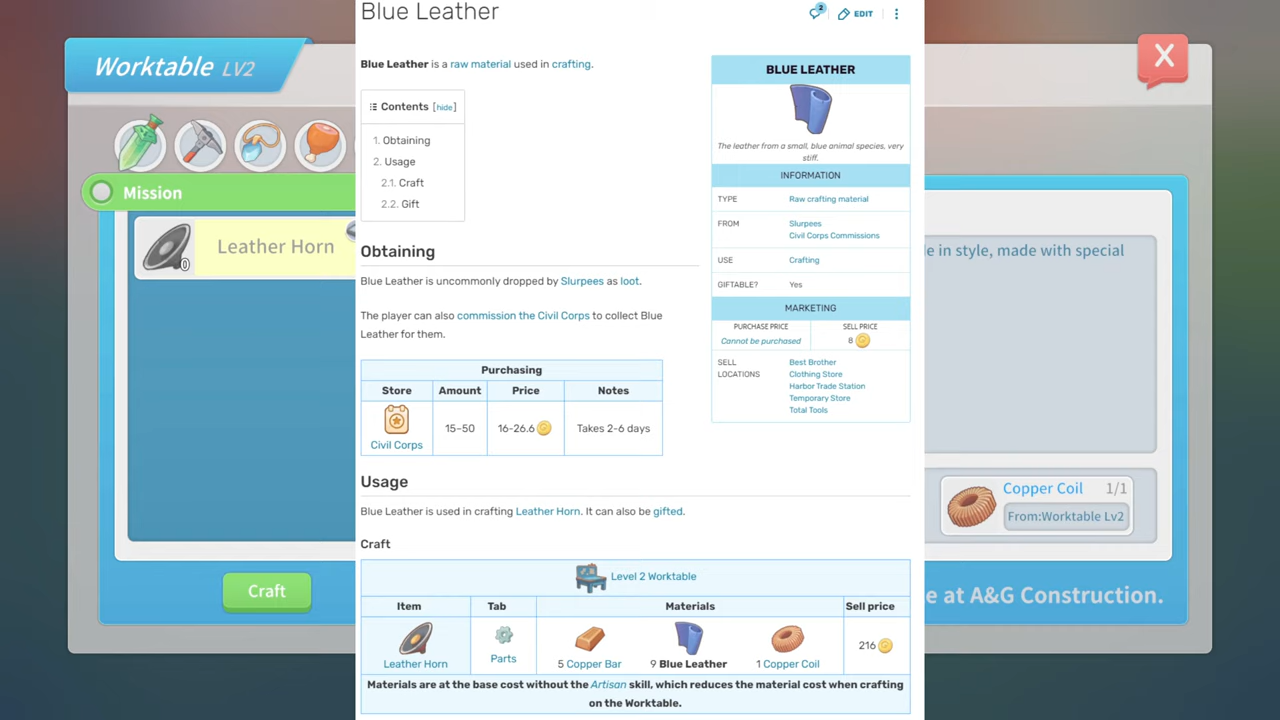 Blue Leather
2
EDIT
Worktable LV2
X
Blue Leather is a raw material used in crafting.
Contents [hide]
1. Obtaining
2. Usage
2.1. Craft
2.2. Gift
BLUE LEATHER
The leather from a small, blue animal species, very
stiff.
INFORMATION
TYPE Raw crafting material
FROM Slurpees
Civil Corps Commissions
USE Crafting
GIFTABLE? Yes
MARKETING
PURCHASE PRICE SELL PRICE
Cannot be purchased 8
SELL LOCATIONS Best Brother
Clothing Store
Harbor Trade Station
Temporary Store
Total Tools
Mission
Leather Horn
0
Obtaining
Blue Leather is uncommonly dropped by Slurpees as loot.
The player can also commission the Civil Corps to collect Blue
Leather for them.
Purchasing
Store Amount Price Notes
Civil Corps 15–50 16-26.6 Takes 2-6 days
Usage
Blue Leather is used in crafting Leather Horn. It can also be gifted.
Craft
Level 2 Worktable
Item Tab Materials Sell price
Leather Horn Parts 5 Copper Bar 9 Blue Leather 1 Copper Coil 216
Materials are at the base cost without the Artisan skill, which reduces the material cost when crafting
on the Worktable.
Craft
e in style, made with special
Copper Coil 1/1
From:Worktable Lv2
e at A&G Construction.